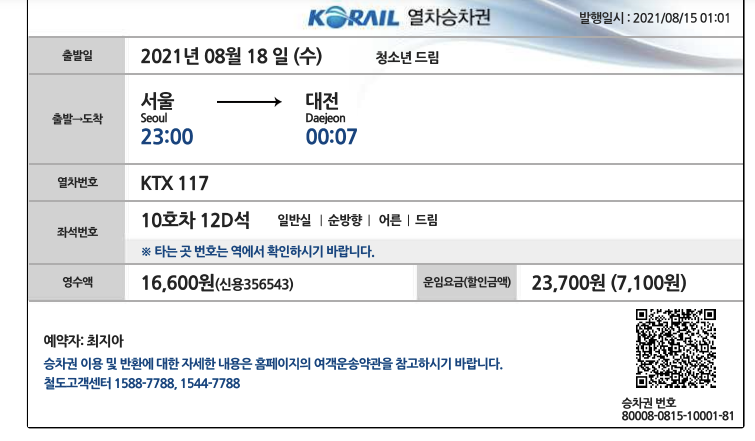 KORAIL 열차승차권 발행일시 : 2021/08/15 01:01
출발일 2021년 08월 18 일 (수) 청소년 드림
출발→도착 서울 → 대전
Seoul Daejeon
23:00 00:07
열차번호 KTX 117
좌석번호 10호차 12D석 일반실 | 순방향 | 어른 | 드림
※ 타는 곳 번호는 역에서 확인하시기 바랍니다.
영수액 16,600원(신용356543) 운임요금(할인금액) 23,700원 (7,100원)
예약자: 최지아
승차권 이용 및 반환에 대한 자세한 내용은 홈페이지의 여객운송약관을 참고하시기 바랍니다.
철도고객센터 1588-7788, 1544-7788
승차권 번호
80008-0815-10001-81